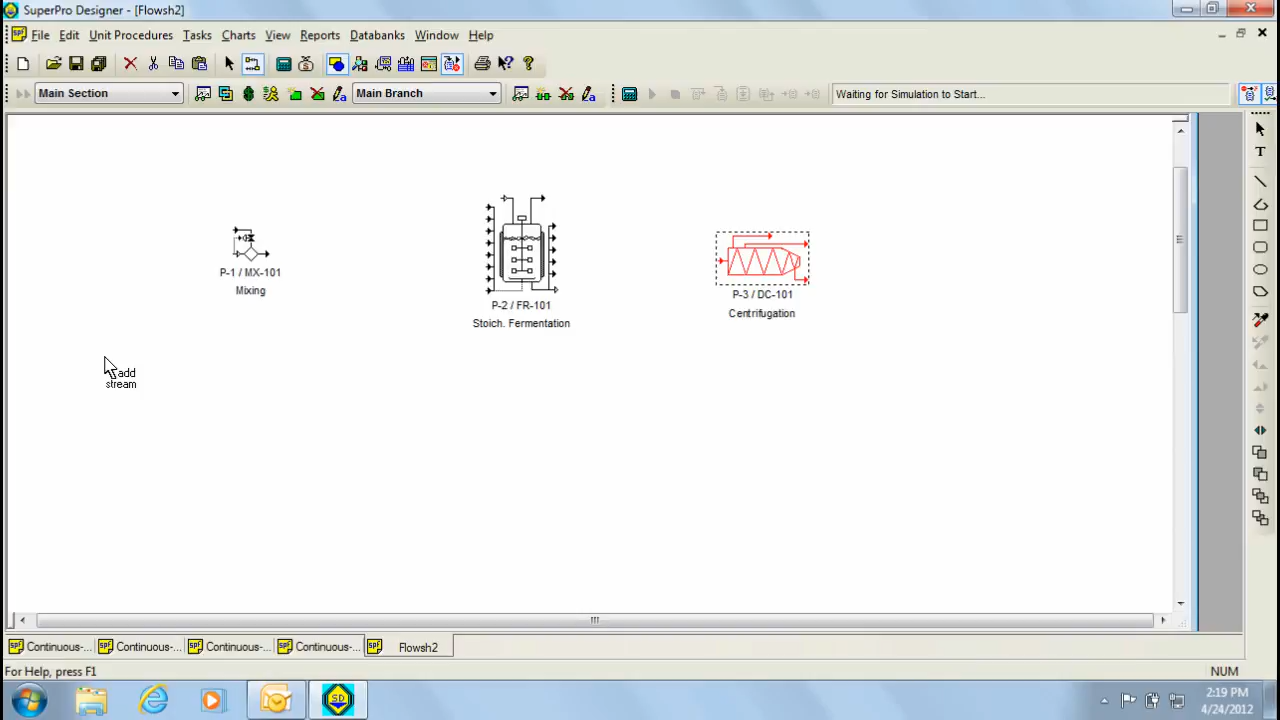 SuperPro Designer - [Flowsh2]
File Edit Unit Procedures Tasks Charts View Reports Databanks Window Help
Main Section Main Branch Waiting for Simulation to Start...
P-1 / MX-101
Mixing
P-2 / FR-101
Stoich. Fermentation
P-3 / DC-101
Centrifugation
add
stream
Continuous-... Continuous-... Continuous-... Continuous-... Flowsh2
For Help, press F1 NUM
2:19 PM
4/24/2012